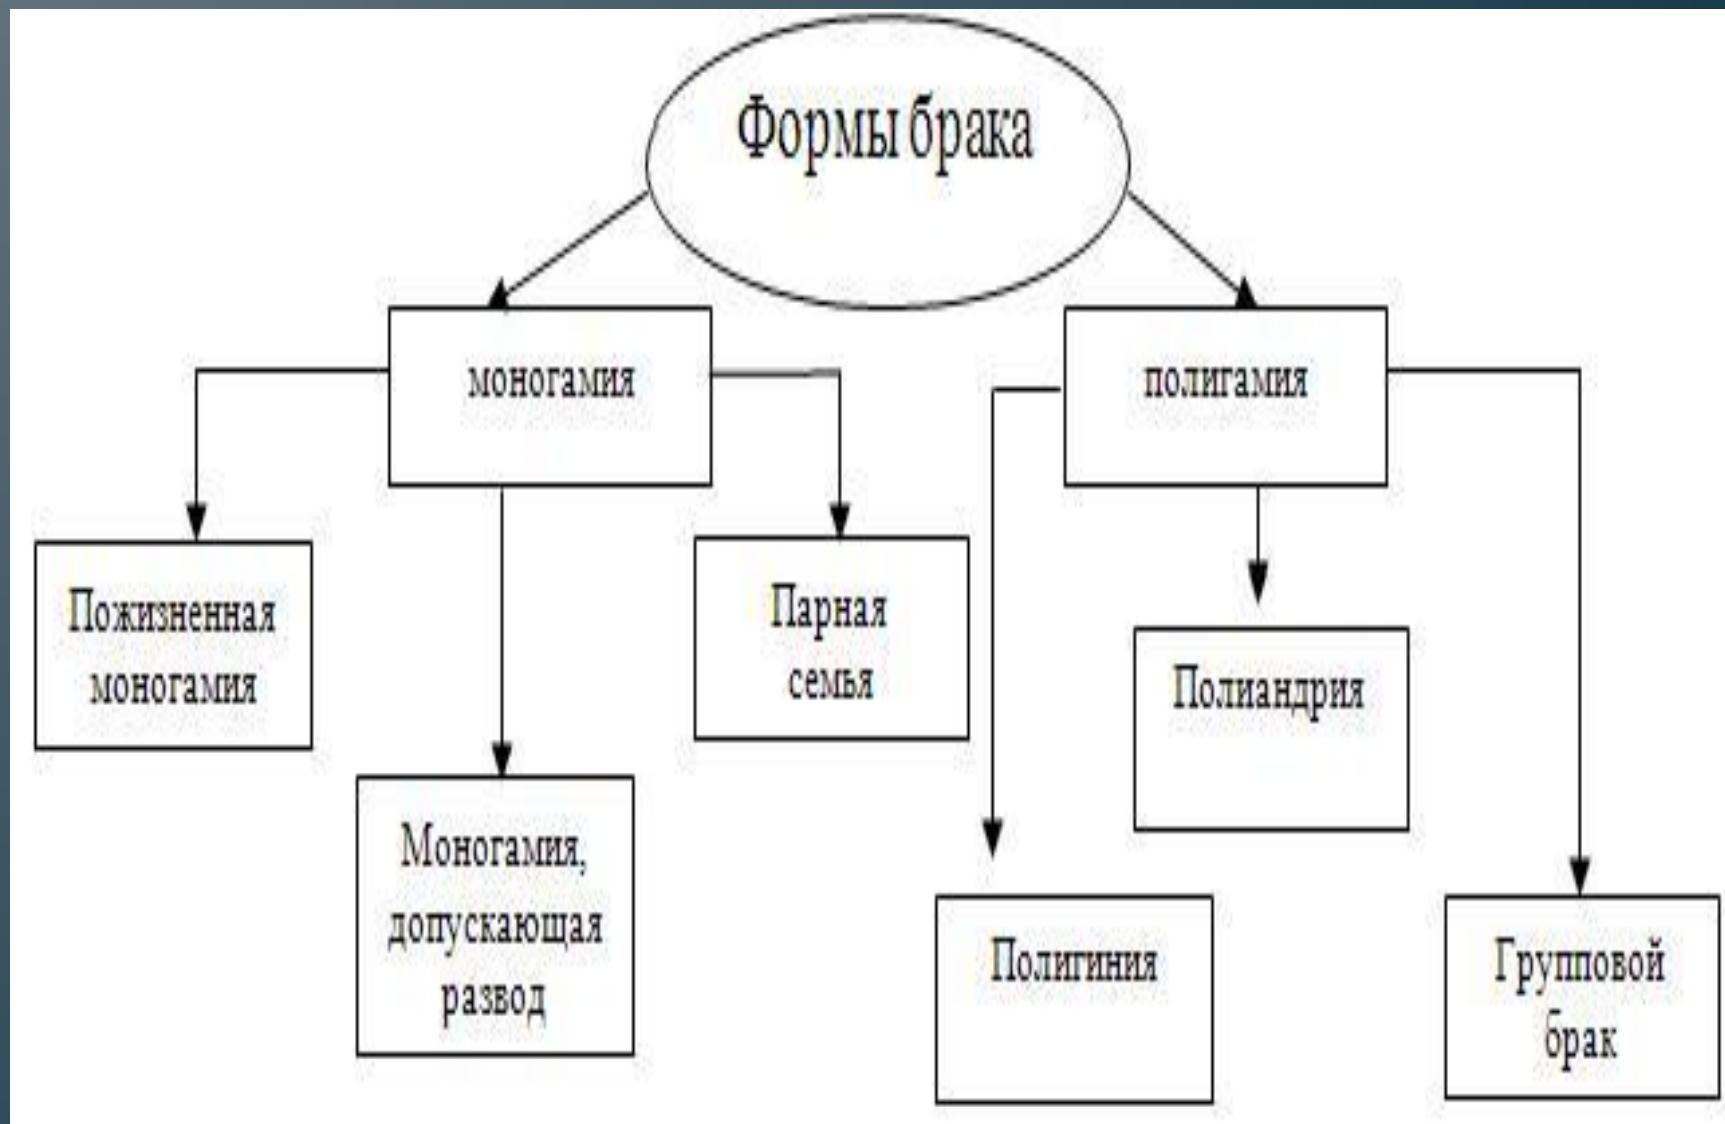 Формы брака
моногамия
полигамия
Пожизненная
моногамия
Моногамия,
допускающая
развод
Парная
семья
Полигиния
Полиандрия
Групповой
брак